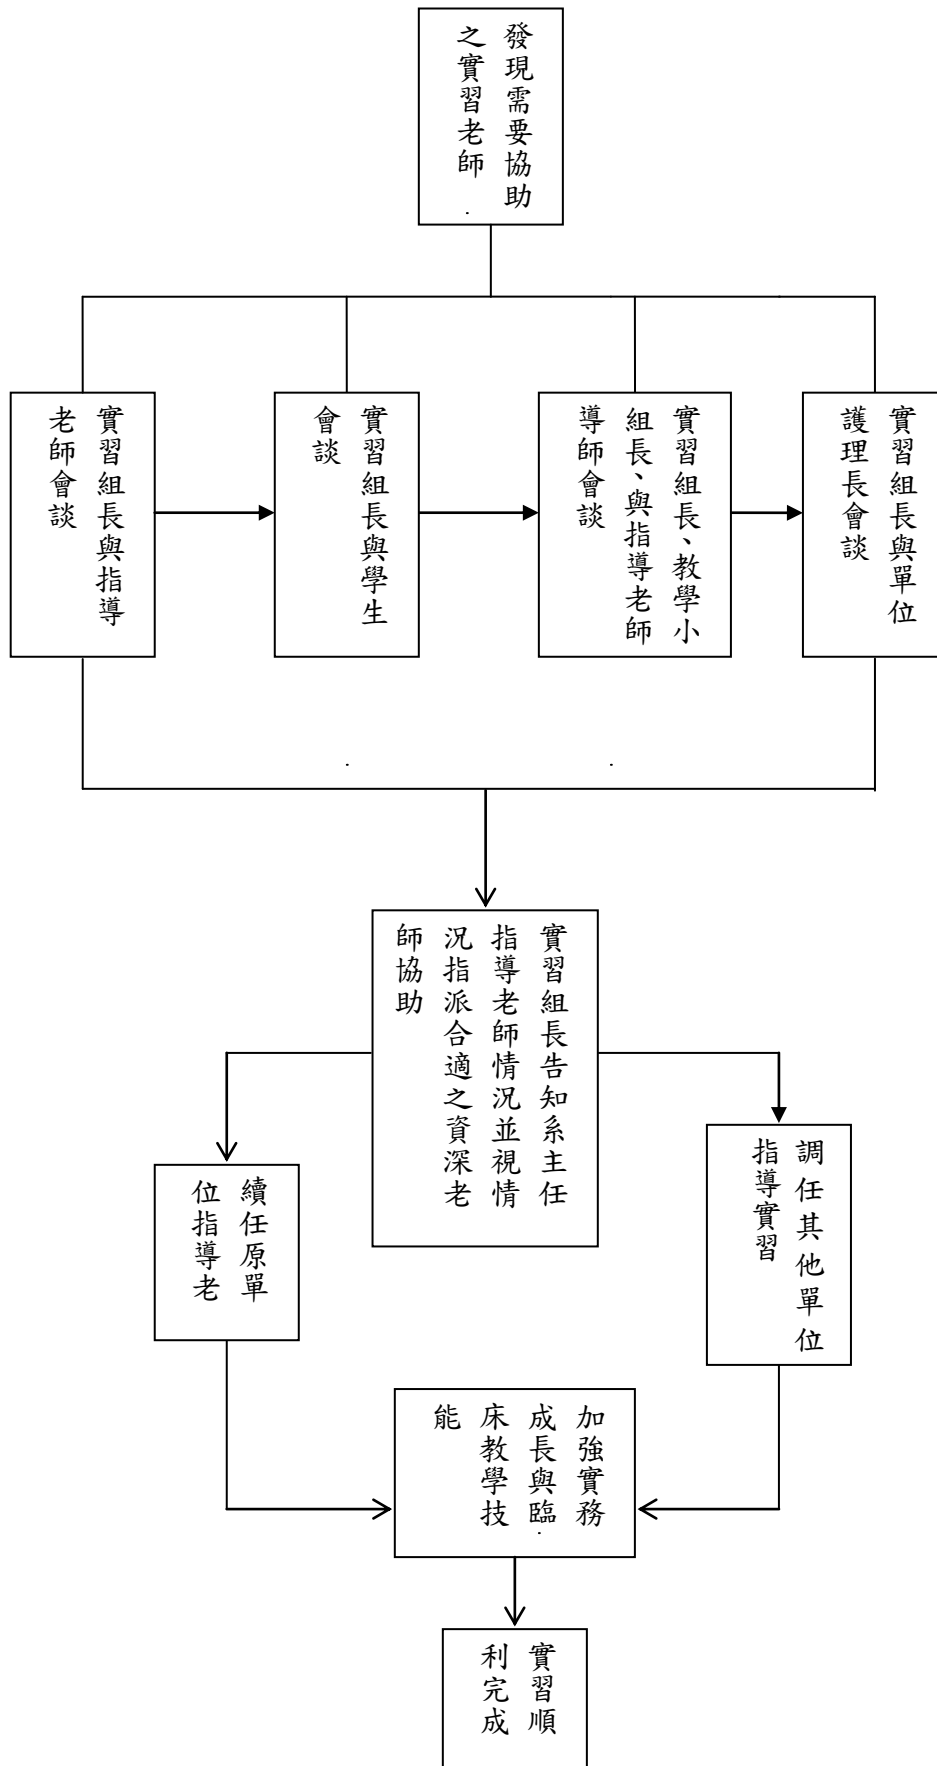 發現需要協助
之實習老師
實習組長與指導
老師會談
實習組長與學生
會談
實習組長、教學小
組長、與指導老師
導師會談
實習組長與單位
護理長會談
實習組長告知系主任
指導老師情況並視情
況指派合適之資深老
師協助
續任原單
位指導老
調任其他單位
指導實習
加強實務
成長與臨
床教學技
能
實習順
利完成